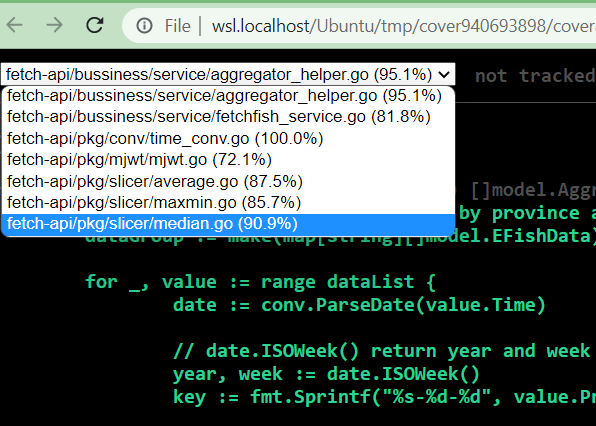 File | wsl.localhost/Ubuntu/tmp/cover940693898/cover
fetch-api/bussiness/service/aggregator_helper.go (95.1%) not tracked
fetch-api/bussiness/service/aggregator_helper.go (95.1%)
fetch-api/bussiness/service/fetchfish_service.go (81.8%)
fetch-api/pkg/conv/time_conv.go (100.0%)
fetch-api/pkg/mjwt/mjwt.go (72.1%)
fetch-api/pkg/slicer/average.go (87.5%) []model.Aggr
fetch-api/pkg/slicer/maxmin.go (85.7%) by province a
fetch-api/pkg/slicer/median.go (90.9%)
dataGroup := make(map[string][]model.EFishData)
for _, value := range dataList {
date := conv.ParseDate(value.Time)
// date.ISOWeek() return year and week
year, week := date.ISOWeek()
key := fmt.Sprintf("%s-%d-%d", value.Pr